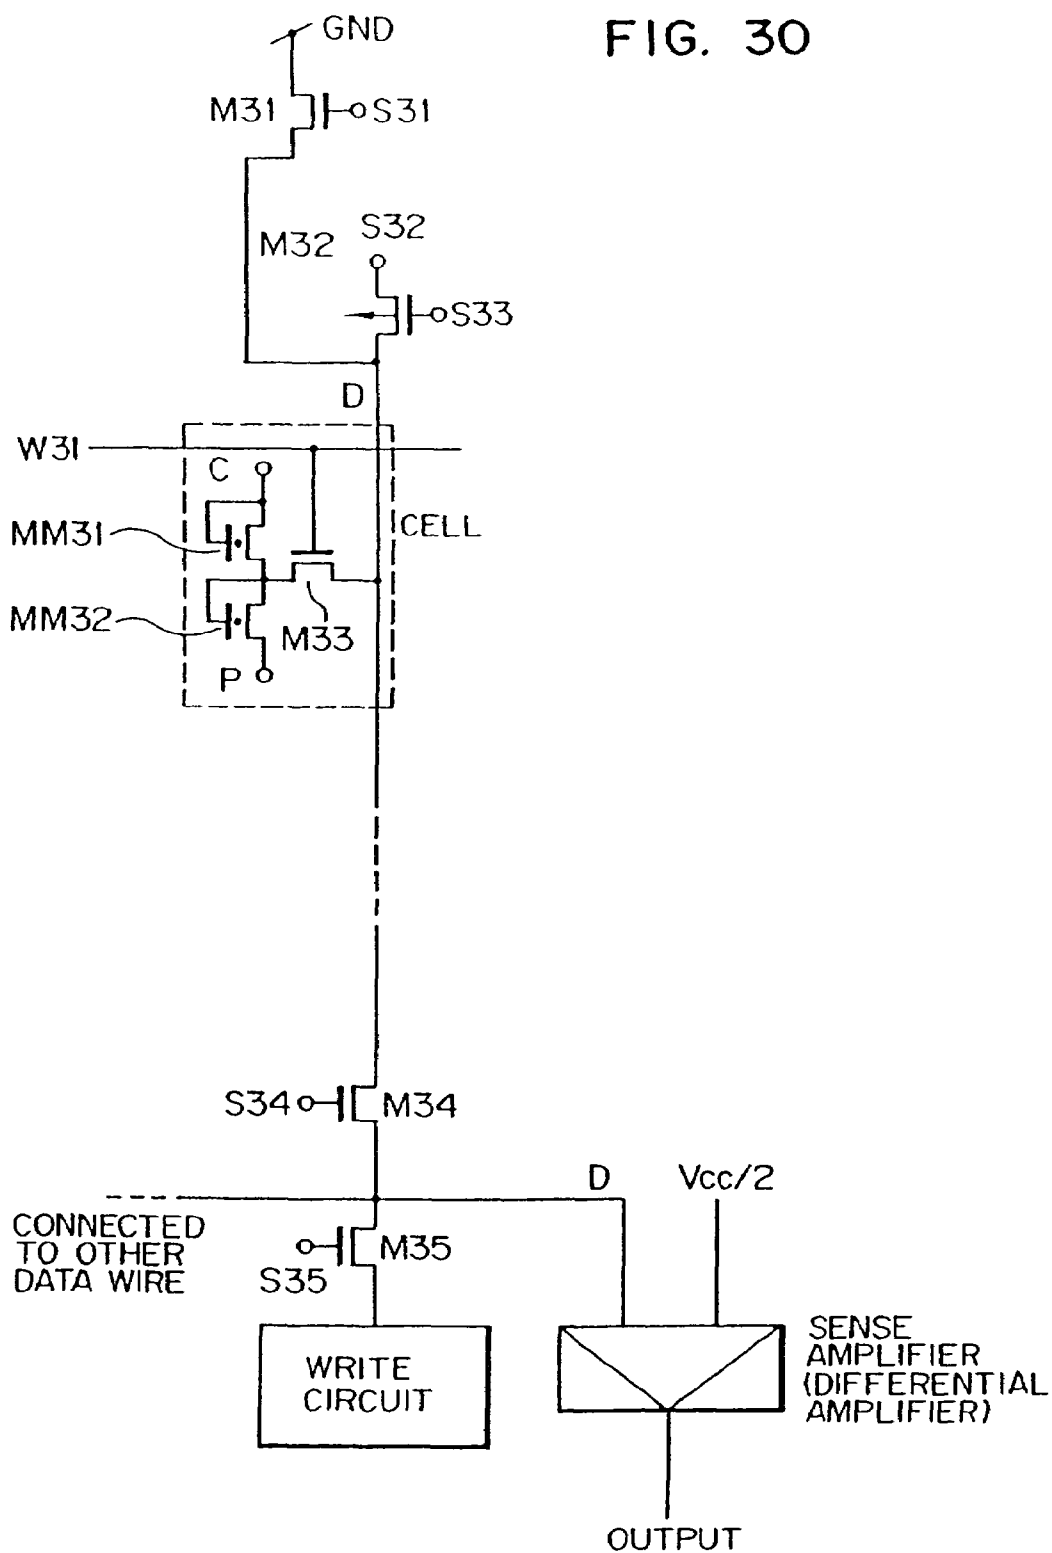 FIG. 30
GND
M31
S31
S32
M32
S33
D
W31
C
CELL
MM31
MM32
M33
P
S34
M34
D
Vcc/2
CONNECTED
TO OTHER
DATA WIRE
M35
S35
WRITE
CIRCUIT
SENSE
AMPLIFIER
(DIFFERENTIAL
AMPLIFIER)
OUTPUT